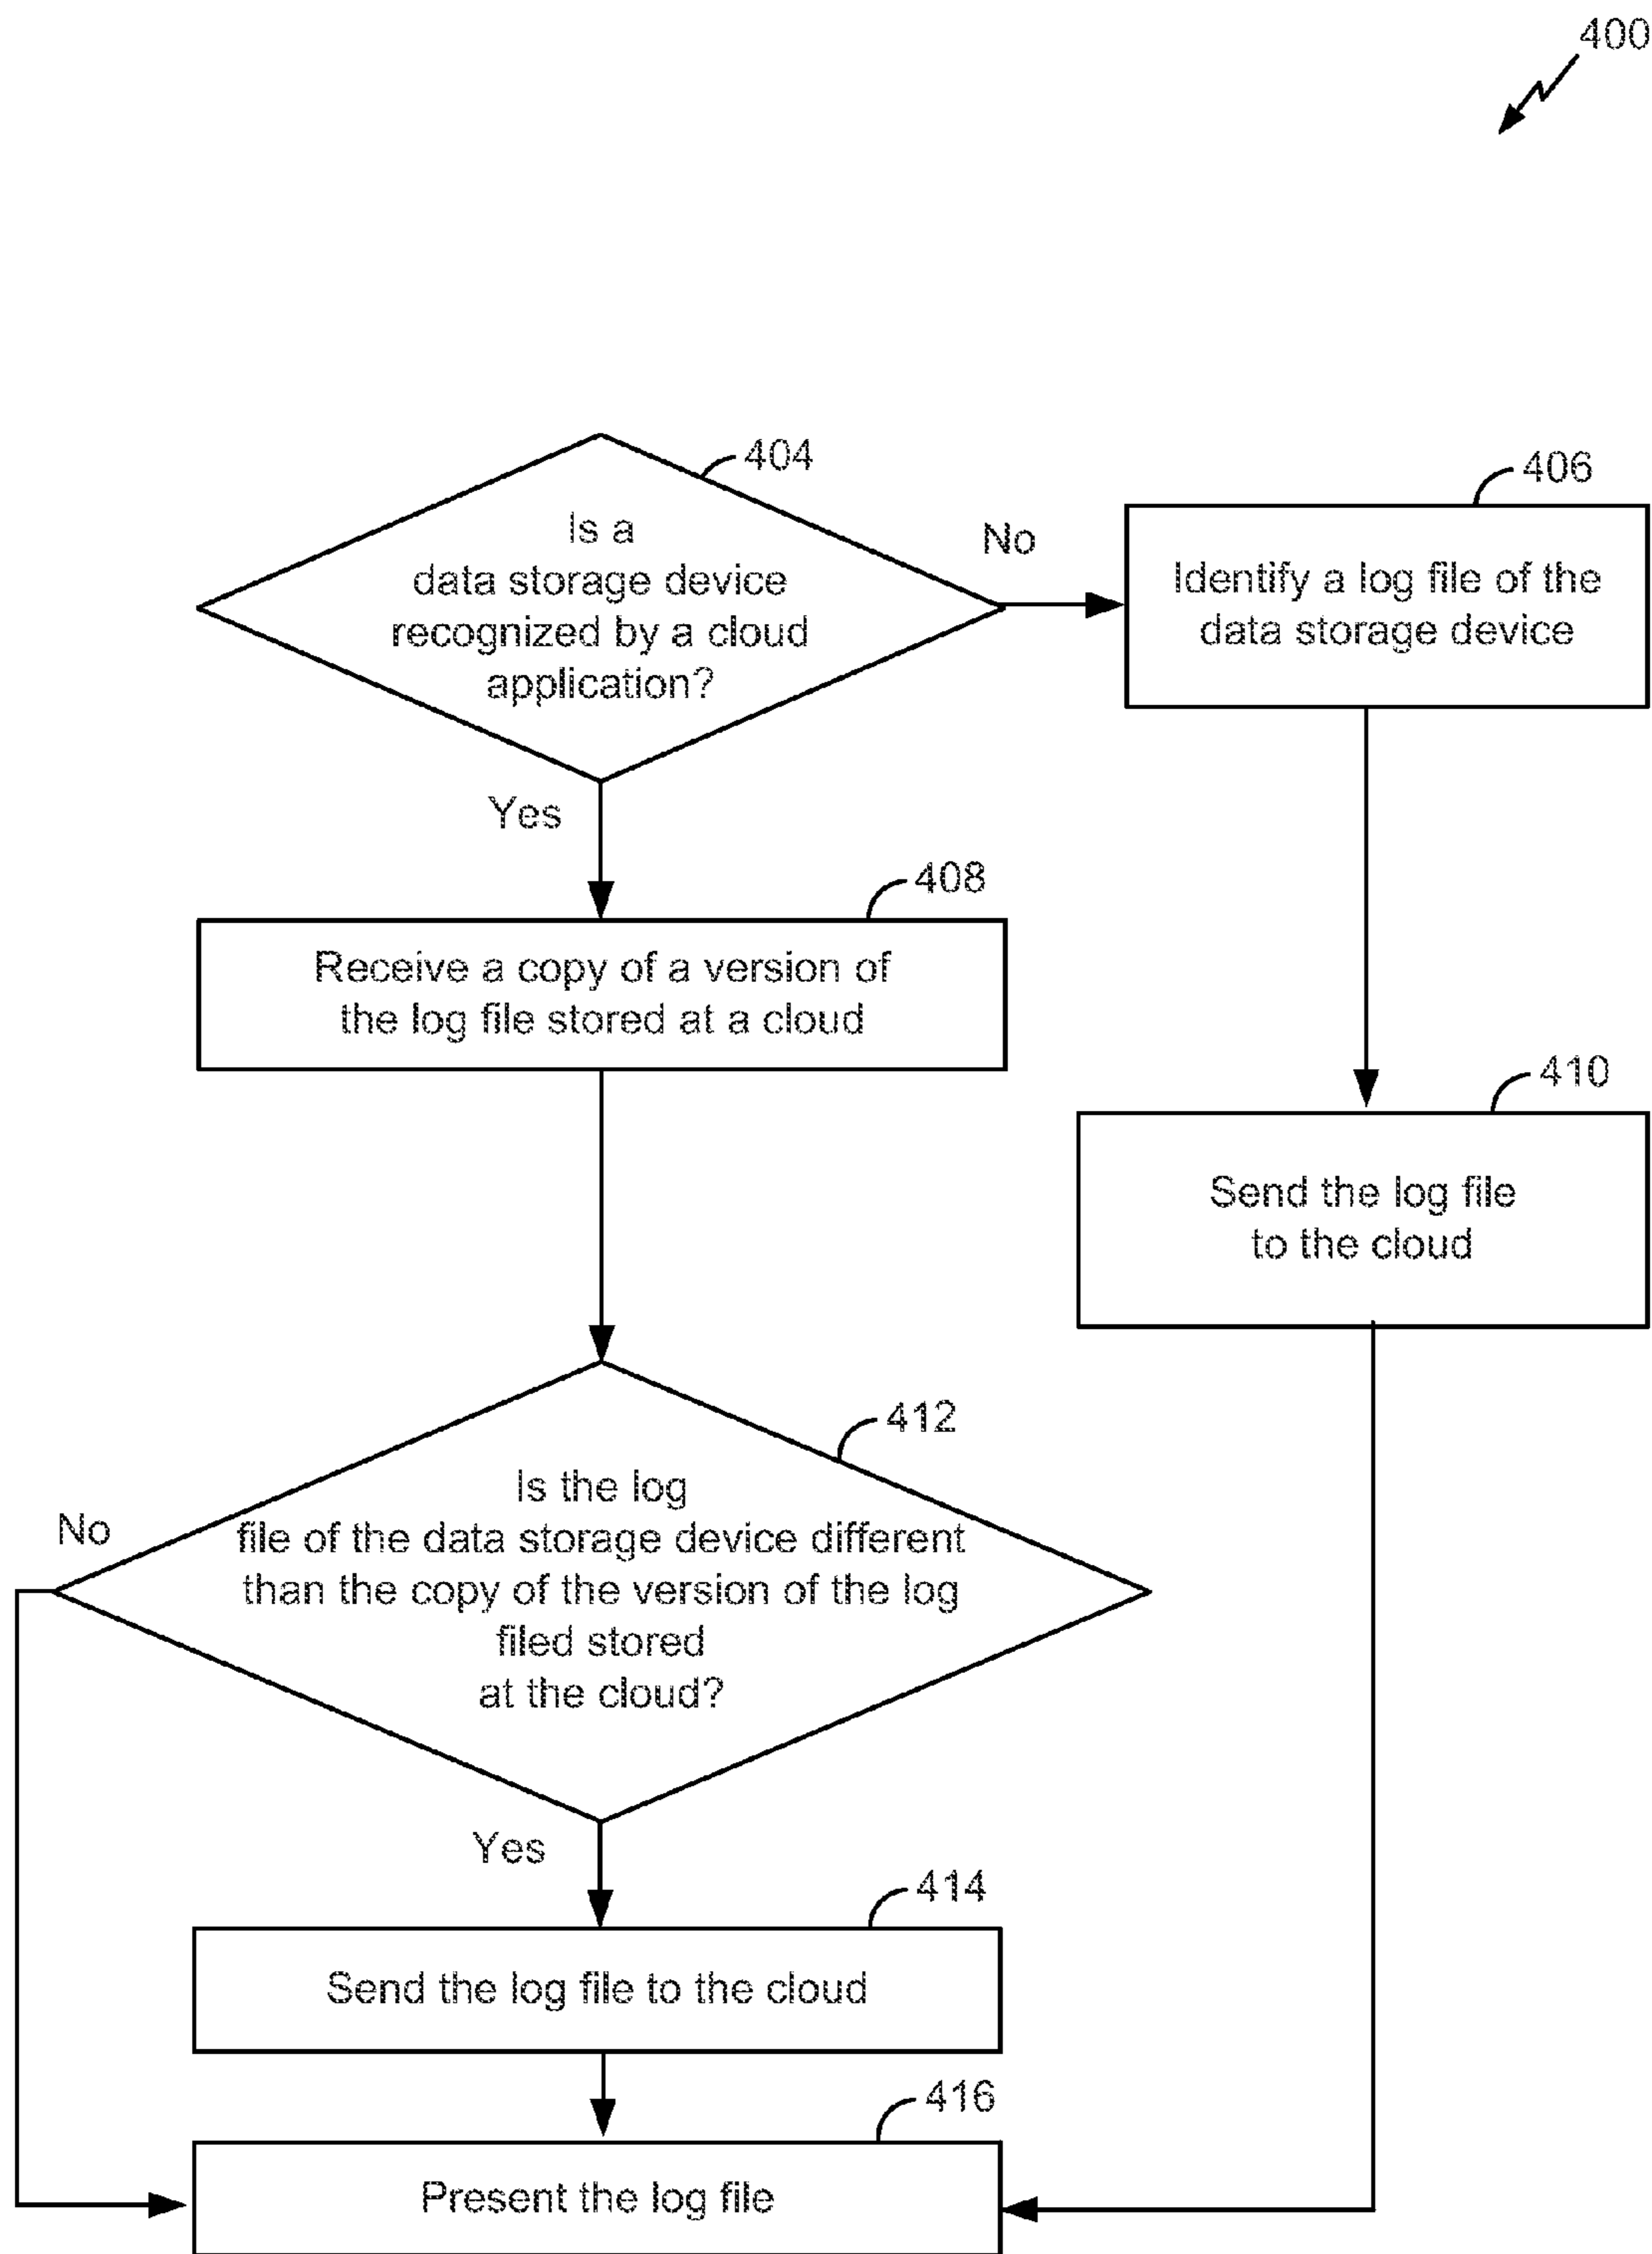 400
404
Is a
data storage device
recognized by a cloud
application?
No
406
Identify a log file of the
data storage device
Yes
408
Receive a copy of a version of
the log file stored at a cloud
410
Send the log file
to the cloud
412
Is the log
file of the data storage device different
than the copy of the version of the log
filed stored
at the cloud?
No
Yes
414
Send the log file to the cloud
416
Present the log file